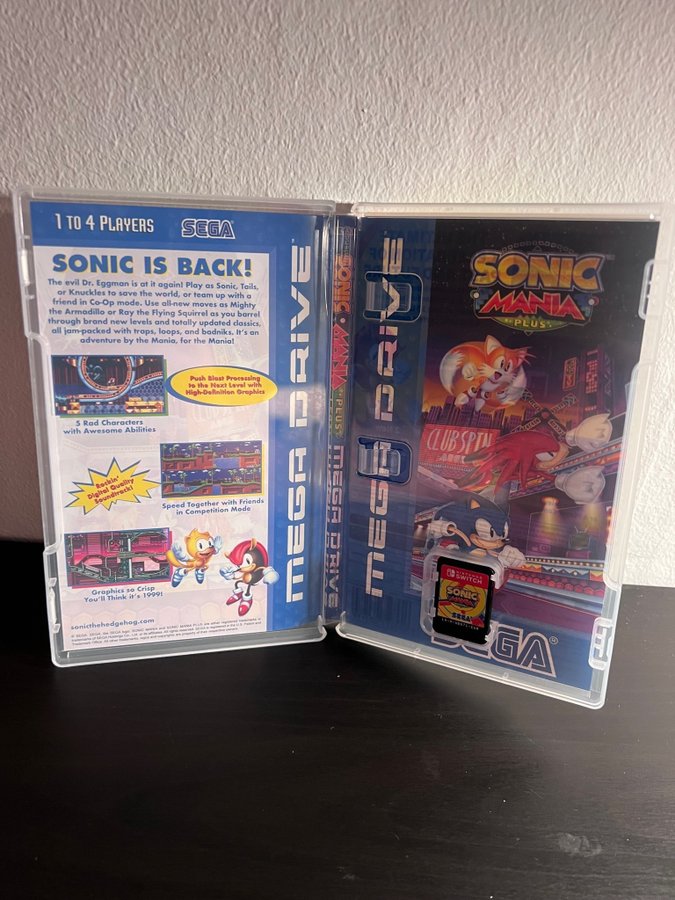 1 TO 4 PLAYERS
SEGA
SONIC IS BACK!
The evil Dr. Eggman is at it again! Play as Sonic, Tails,
or Knuckles to save the world, or team up with a
friend in Co-Op mode. Use all-new moves as Mighty
the Armadillo or Ray the Flying Squirrel as you barrel
through brand new levels and totally updated classics,
all jam-packed with traps, loops, and badniks. It's an
adventure by the Mania, for the Mania!
Push Blast Processing
to the Next Level with
High-Definition Graphics
5 Rad Characters
with Awesome Abilities
Rockin'
Digital Quality
Soundtrack!
Speed Together with Friends
in Competition Mode
Graphics so Crisp
You'll Think it's 1999!
sonicthehedgehog.com
MEGA DRIVE
SONIC MANIA PLUS
MEGA DRIVE
MEGA DRIVE
SONIC
MANIA
PLUS
CLUB SPIN
NINTENDO
SWITCH
SONIC
SEGA
SEGA